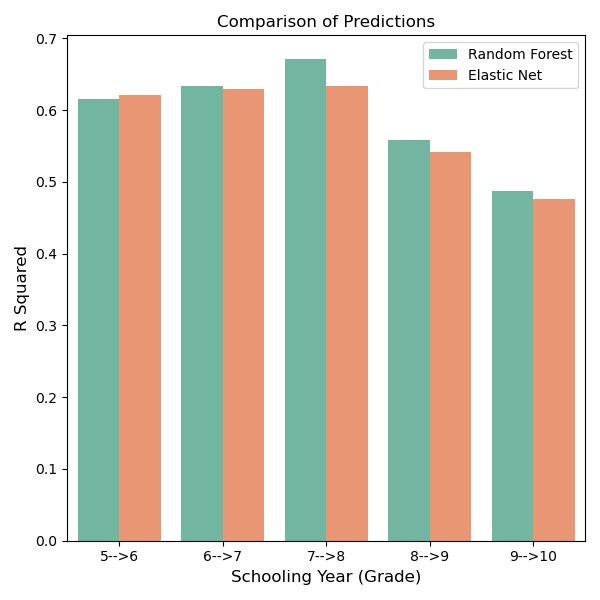 Comparison of Predictions
Random Forest
Elastic Net
R Squared
0.7
0.6
0.5
0.4
0.3
0.2
0.1
0.0
5-->6
6-->7
7-->8
8-->9
9-->10
Schooling Year (Grade)